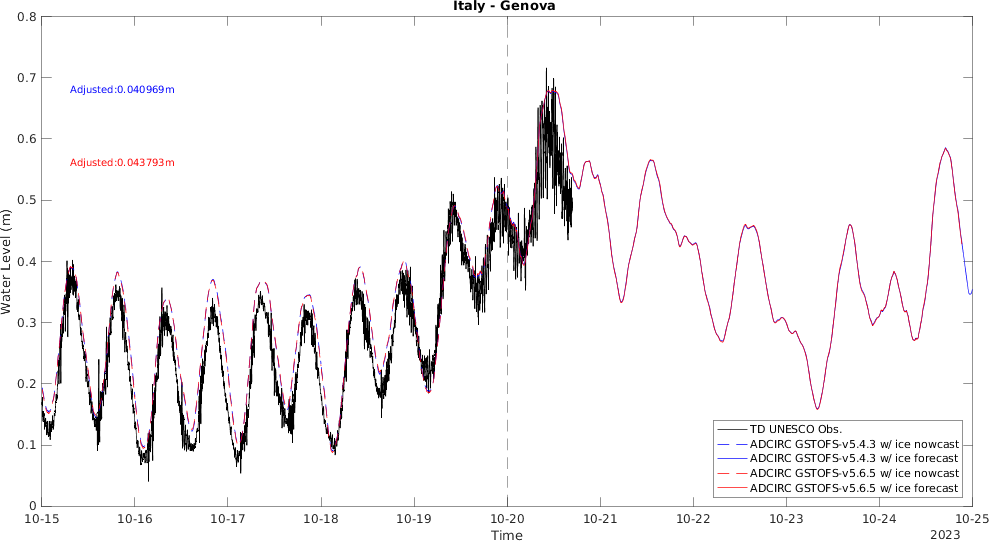 Italy - Genova
0.8
0.7
0.6
0.5
0.4
0.3
0.2
0.1
0
Water Level (m)
Adjusted:0.040969m
Adjusted:0.043793m
TD UNESCO Obs.
ADCIRC GSTOFS-v5.4.3 w/ ice nowcast
ADCIRC GSTOFS-v5.4.3 w/ ice forecast
ADCIRC GSTOFS-v5.6.5 w/ ice nowcast
ADCIRC GSTOFS-v5.6.5 w/ ice forecast
10-15 10-16 10-17 10-18 10-19 10-20 10-21 10-22 10-23 10-24 10-25
Time
2023